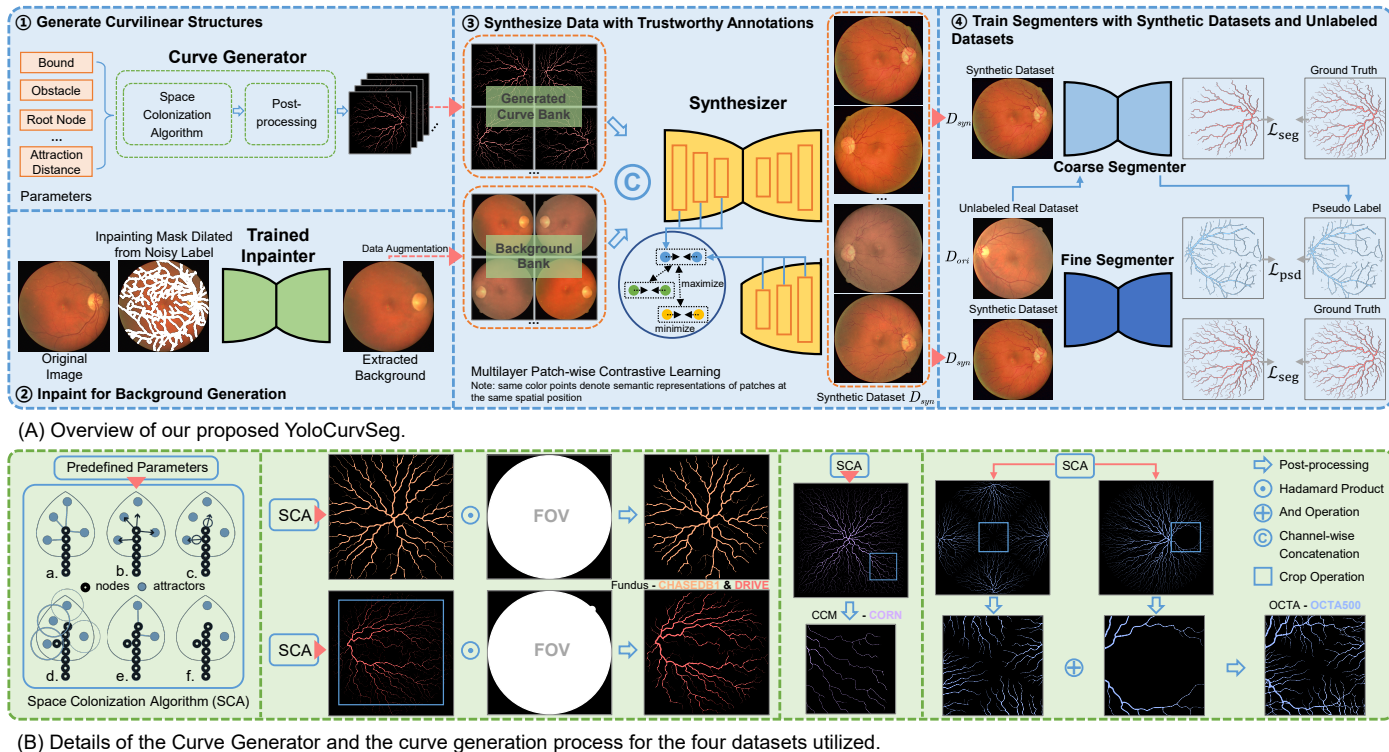 ① Generate Curvilinear Structures
Bound
Obstacle
Root Node
...
Attraction
Distance
Parameters
Curve Generator
Space
Colonization
Algorithm
Post-
processing
...
Inpainting Mask Dilated
from Noisy Label
Trained
Inpainter
Data Augmentation
Original
Image
Extracted
Background
② Inpaint for Background Generation
③ Synthesize Data with Trustworthy Annotations
Generated
Curve Bank
...
Background
Bank
...
C
Synthesizer
maximize
minimize
Multilayer Patch-wise Contrastive Learning
Note: same color points denote semantic representations of patches at
the same spatial position
...
Synthetic Dataset D_syn
④ Train Segmenters with Synthetic Datasets and Unlabeled
Datasets
Synthetic Dataset
D_syn
Coarse Segmenter
Ground Truth
L_seg
Unlabeled Real Dataset
D_ori
Pseudo Label
L_psd
Fine Segmenter
Synthetic Dataset
D_syn
Ground Truth
L_seg
(A) Overview of our proposed YoloCurvSeg.
Predefined Parameters
a.
b.
c.
nodes
attractors
d.
e.
f.
Space Colonization Algorithm (SCA)
SCA
FOV
Fundus - CHASEDB1 & DRIVE
SCA
FOV
SCA
CCM - CORN
SCA
OCTA - OCTA500
Post-processing
Hadamard Product
And Operation
C
Channel-wise
Concatenation
Crop Operation
(B) Details of the Curve Generator and the curve generation process for the four datasets utilized.